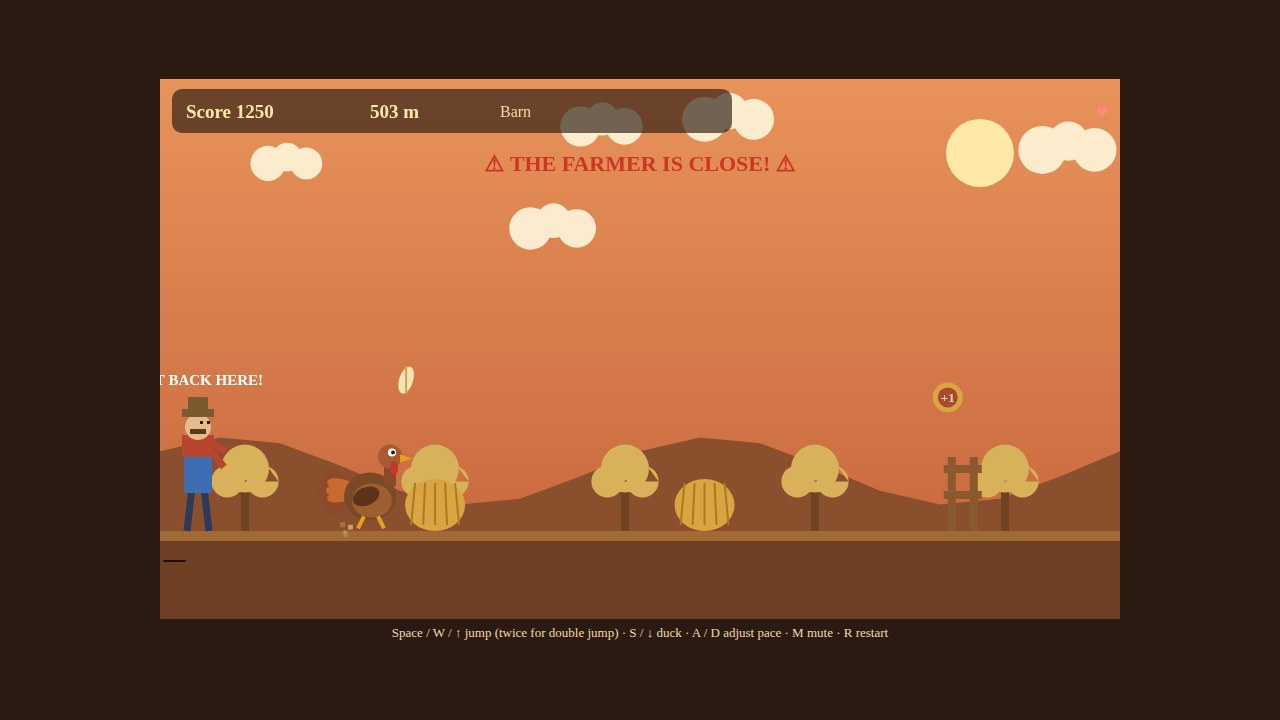 Score 1250
503 m
Barn
♥
⚠ THE FARMER IS CLOSE! ⚠
T BACK HERE!
+1
Space / W / ↑ jump (twice for double jump) · S / ↓ duck · A / D adjust pace · M mute · R restart